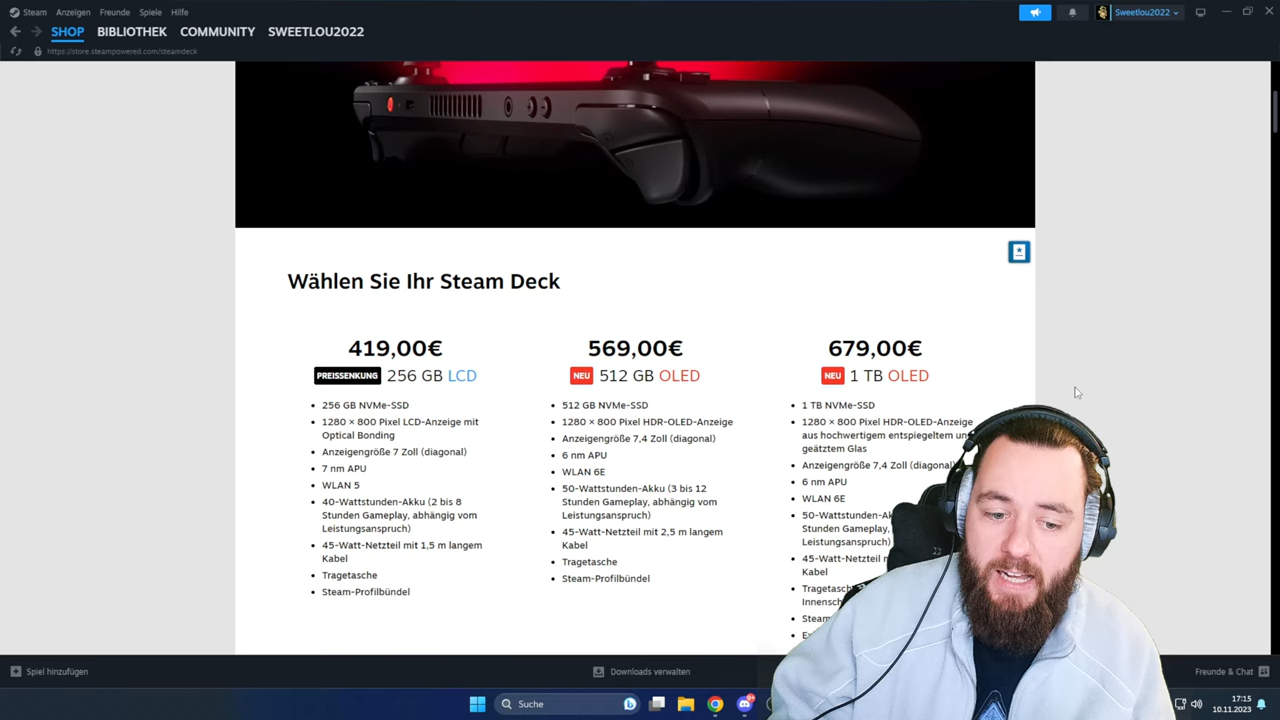 Steam Anzeigen Freunde Spiele Hilfe
Sweetlou2022
SHOP BIBLIOTHEK COMMUNITY SWEETLOU2022
https://store.steampowered.com/steamdeck
Wählen Sie Ihr Steam Deck
419,00€
PREISSENKUNG 256 GB LCD
256 GB NVMe-SSD
1280 × 800 Pixel LCD-Anzeige mit
Optical Bonding
Anzeigengröße 7 Zoll (diagonal)
7 nm APU
WLAN 5
40-Wattstunden-Akku (2 bis 8
Stunden Gameplay, abhängig vom
Leistungsanspruch)
45-Watt-Netzteil mit 1,5 m langem
Kabel
Tragetasche
Steam-Profilbündel
569,00€
NEU 512 GB OLED
512 GB NVMe-SSD
1280 × 800 Pixel HDR-OLED-Anzeige
Anzeigengröße 7,4 Zoll (diagonal)
6 nm APU
WLAN 6E
50-Wattstunden-Akku (3 bis 12
Stunden Gameplay, abhängig vom
Leistungsanspruch)
45-Watt-Netzteil mit 2,5 m langem
Kabel
Tragetasche
Steam-Profilbündel
679,00€
NEU 1 TB OLED
1 TB NVMe-SSD
1280 × 800 Pixel HDR-OLED-Anzeige
aus hochwertigem entspiegeltem
geätztem Glas
Anzeigengröße 7,4 Zoll (diagonal)
6 nm APU
WLAN 6E
Stunden Gameplay,
Leistungsanspruch)
45-Watt-Netzteil
Kabel
Spiel hinzufügen
Downloads verwalten
Freunde & Chat
Suche
17:15
10.11.2023